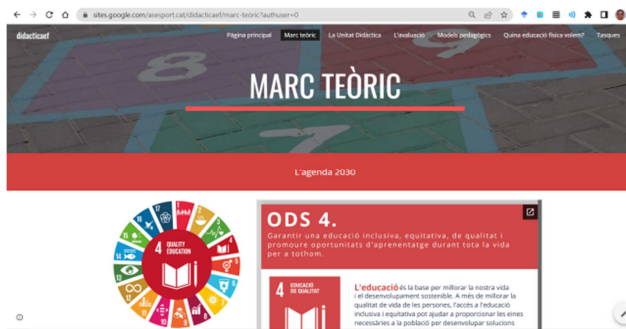 sites.google.com/asesport.cat/didacticaef/marc-teòric?authuser=0
didacticaef
Pàgina principal Marc teòric La Unitat Didàctica L'avaluació Models pedagògics Quina educació física volem? Tasques
MARC TEÒRIC
L'agenda 2030
4 QUALITY
EDUCATION
ODS 4.
Garantir una educació inclusiva, equitativa, de qualitat i
promoure oportunitats d'aprenentatge durant tota la vida
per a tothom.
4 EDUCACIÓ
DE QUALITAT
L'educació és la base per millorar la nostra vida
i el desenvolupament sostenible. A més de millorar la
qualitat de vida de les persones, l'accés a l'educació
inclusiva i equitativa pot ajudar a proporcionar les eines
necessàries a la població per desenvolupar solucions